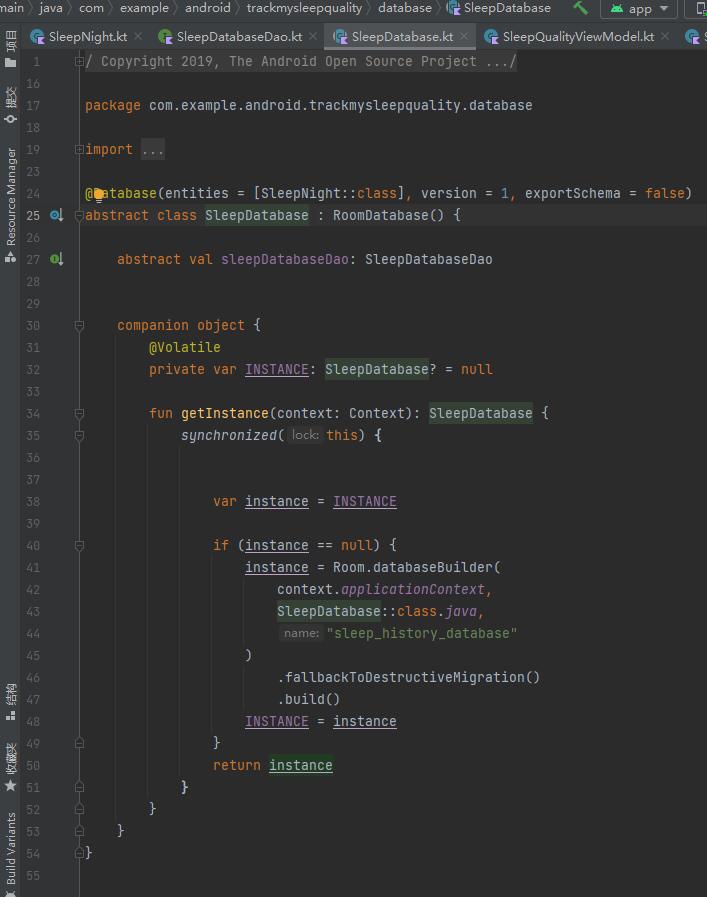 main 〉 java 〉 com 〉 example 〉 android 〉 trackmysleepquality 〉 database 〉 SleepDatabase app
SleepNight.kt SleepDatabaseDao.kt SleepDatabase.kt SleepQualityViewModel.kt S
项目
提交
Resource Manager
结构
收藏夹
Build Variants
1 / Copyright 2019, The Android Open Source Project .../
16
17 package com.example.android.trackmysleepquality.database
18
19 import ...
23
24 @Database(entities = [SleepNight::class], version = 1, exportSchema = false)
25 abstract class SleepDatabase : RoomDatabase() {
26
27 abstract val sleepDatabaseDao: SleepDatabaseDao
28
29
30 companion object {
31 @Volatile
32 private var INSTANCE: SleepDatabase? = null
33
34 fun getInstance(context: Context): SleepDatabase {
35 synchronized( lock: this) {
36
37
38 var instance = INSTANCE
39
40 if (instance == null) {
41 instance = Room.databaseBuilder(
42 context.applicationContext,
43 SleepDatabase::class.java,
44 name: "sleep_history_database"
45 )
46 .fallbackToDestructiveMigration()
47 .build()
48 INSTANCE = instance
49 }
50 return instance
51 }
52 }
53 }
54 }
55